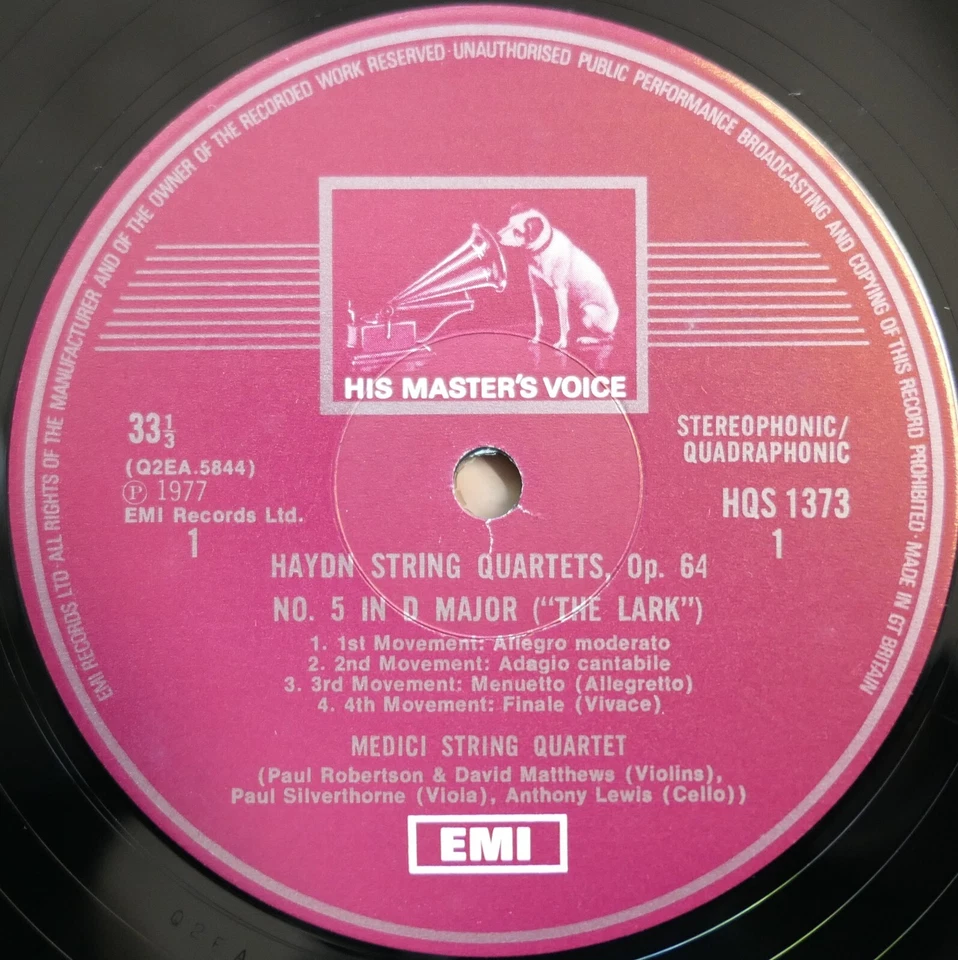 EMI RECORDS LTD · ALL RIGHTS OF THE MANUFACTURER AND OF THE OWNER OF THE RECORDED WORK RESERVED · UNAUTHORISED PUBLIC PERFORMANCE BROADCASTING AND COPYING OF THIS RECORD PROHIBITED · MADE IN GT BRITAIN
HIS MASTER'S VOICE
33⅓
(Q2EA.5844)
℗ 1977
EMI Records Ltd.
1
STEREOPHONIC/
QUADRAPHONIC
HQS 1373
1
HAYDN STRING QUARTETS, Op. 64
NO. 5 IN D MAJOR ("THE LARK")
1. 1st Movement: Allegro moderato
2. 2nd Movement: Adagio cantabile
3. 3rd Movement: Menuetto (Allegretto)
4. 4th Movement: Finale (Vivace)
MEDICI STRING QUARTET
(Paul Robertson & David Matthews (Violins),
Paul Silverthorne (Viola), Anthony Lewis (Cello))
EMI